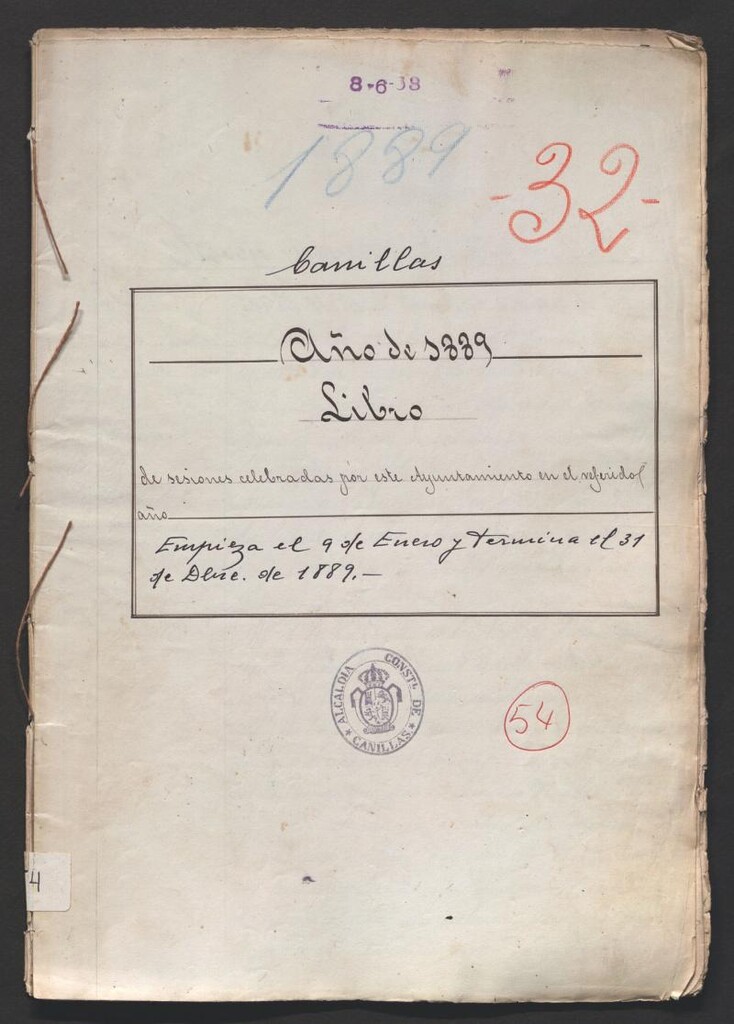 8-6-38
1889
-32-
Canillas
Año de 1889
Libro
de sesiones celebradas por este Ayuntamiento en el referido
año
Empieza el 9 de Enero y termina el 31
de Dbre. de 1889.-
ALCALDIA CONSTL DE
CANILLAS
54
4